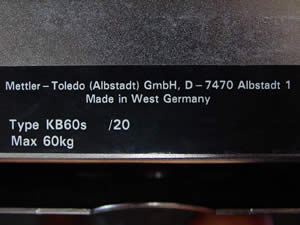 Mettler-Toledo (Albstadt) GmbH, D-7470 Albstadt 1
Made in West Germany
Type KB60s /20
Max 60kg